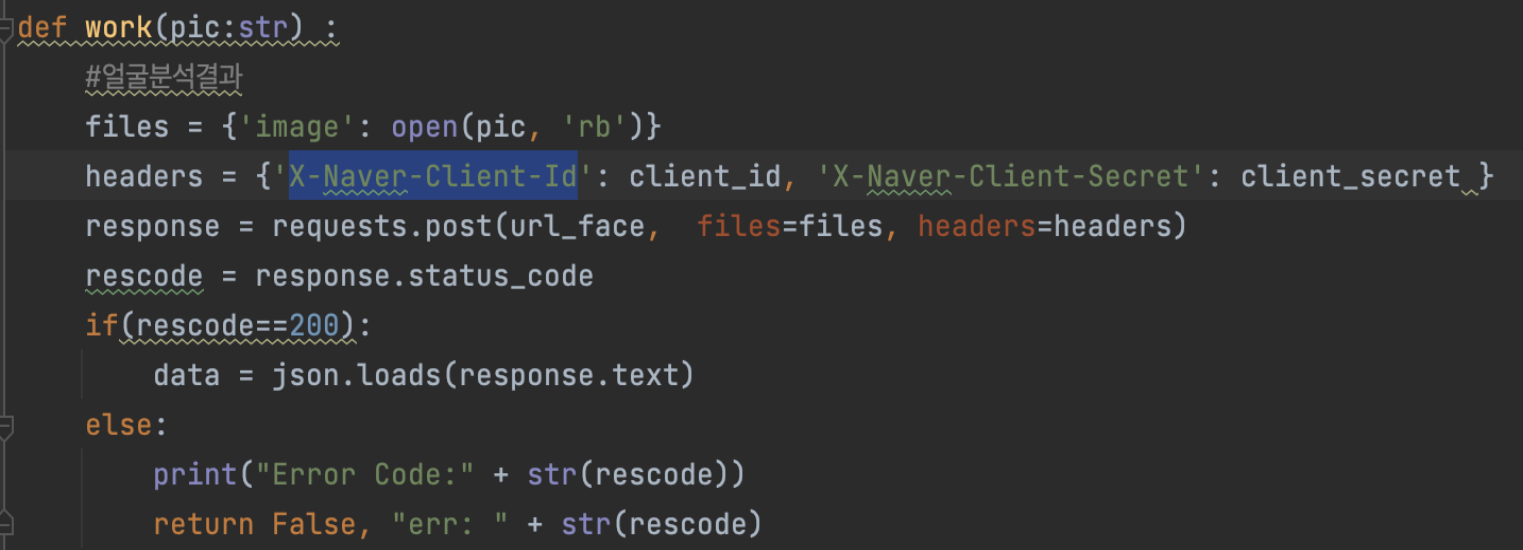 def work(pic:str) :
    #얼굴분석결과
    files = {'image': open(pic, 'rb')}
    headers = {'X-Naver-Client-Id': client_id, 'X-Naver-Client-Secret': client_secret }
    response = requests.post(url_face,  files=files, headers=headers)
    rescode = response.status_code
    if(rescode==200):
        data = json.loads(response.text)
    else:
        print("Error Code:" + str(rescode))
        return False, "err: " + str(rescode)